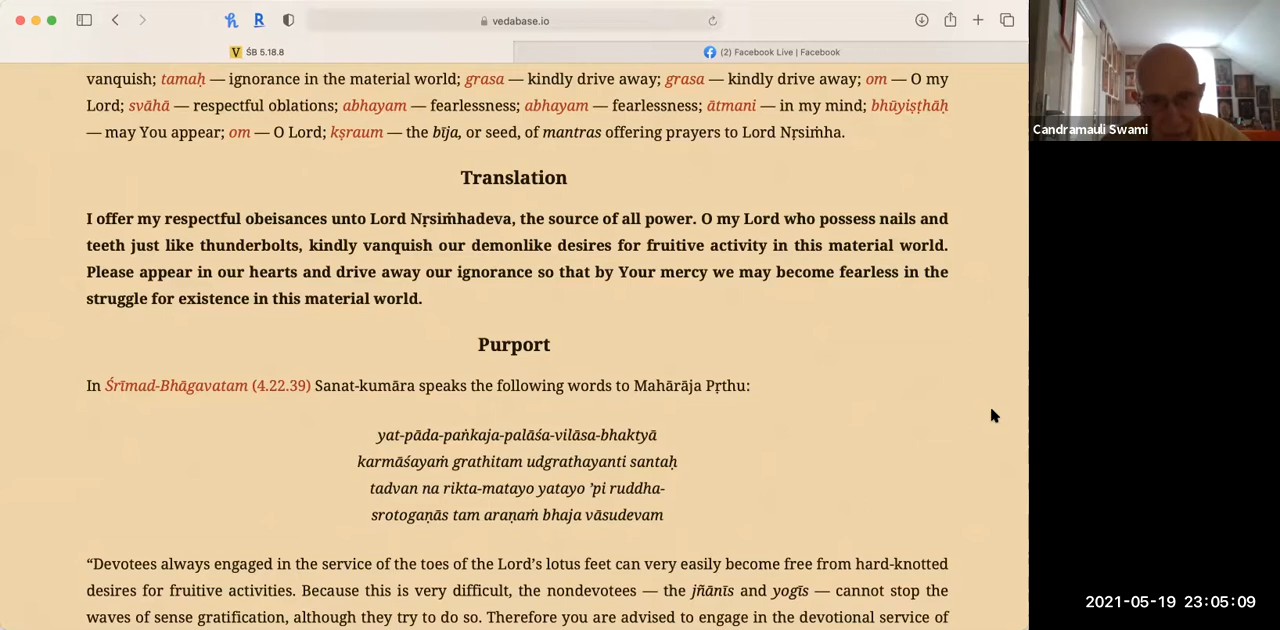 vedabase.io
V ŚB 5.18.8
(2) Facebook Live | Facebook
vanquish; tamaḥ — ignorance in the material world; grasa — kindly drive away; grasa — kindly drive away; om — O my
Lord; svāhā — respectful oblations; abhayam — fearlessness; abhayam — fearlessness; ātmani — in my mind; bhūyiṣṭhāḥ
— may You appear; om — O Lord; kṣraum — the bīja, or seed, of mantras offering prayers to Lord Nṛsiṁha.
Translation
I offer my respectful obeisances unto Lord Nṛsiṁhadeva, the source of all power. O my Lord who possess nails and
teeth just like thunderbolts, kindly vanquish our demonlike desires for fruitive activity in this material world.
Please appear in our hearts and drive away our ignorance so that by Your mercy we may become fearless in the
struggle for existence in this material world.
Purport
In Śrīmad-Bhāgavatam (4.22.39) Sanat-kumāra speaks the following words to Mahārāja Pṛthu:
yat-pāda-paṅkaja-palāśa-vilāsa-bhaktyā
karmāśayaṁ grathitam udgrathayanti santaḥ
tadvan na rikta-matayo yatayo ’pi ruddha-
srotogaṇās tam araṇaṁ bhaja vāsudevam
“Devotees always engaged in the service of the toes of the Lord’s lotus feet can very easily become free from hard-knotted
desires for fruitive activities. Because this is very difficult, the nondevotees — the jñānīs and yogīs — cannot stop the
waves of sense gratification, although they try to do so. Therefore you are advised to engage in the devotional service of
Candramauli Swami
2021-05-19 23:05:09